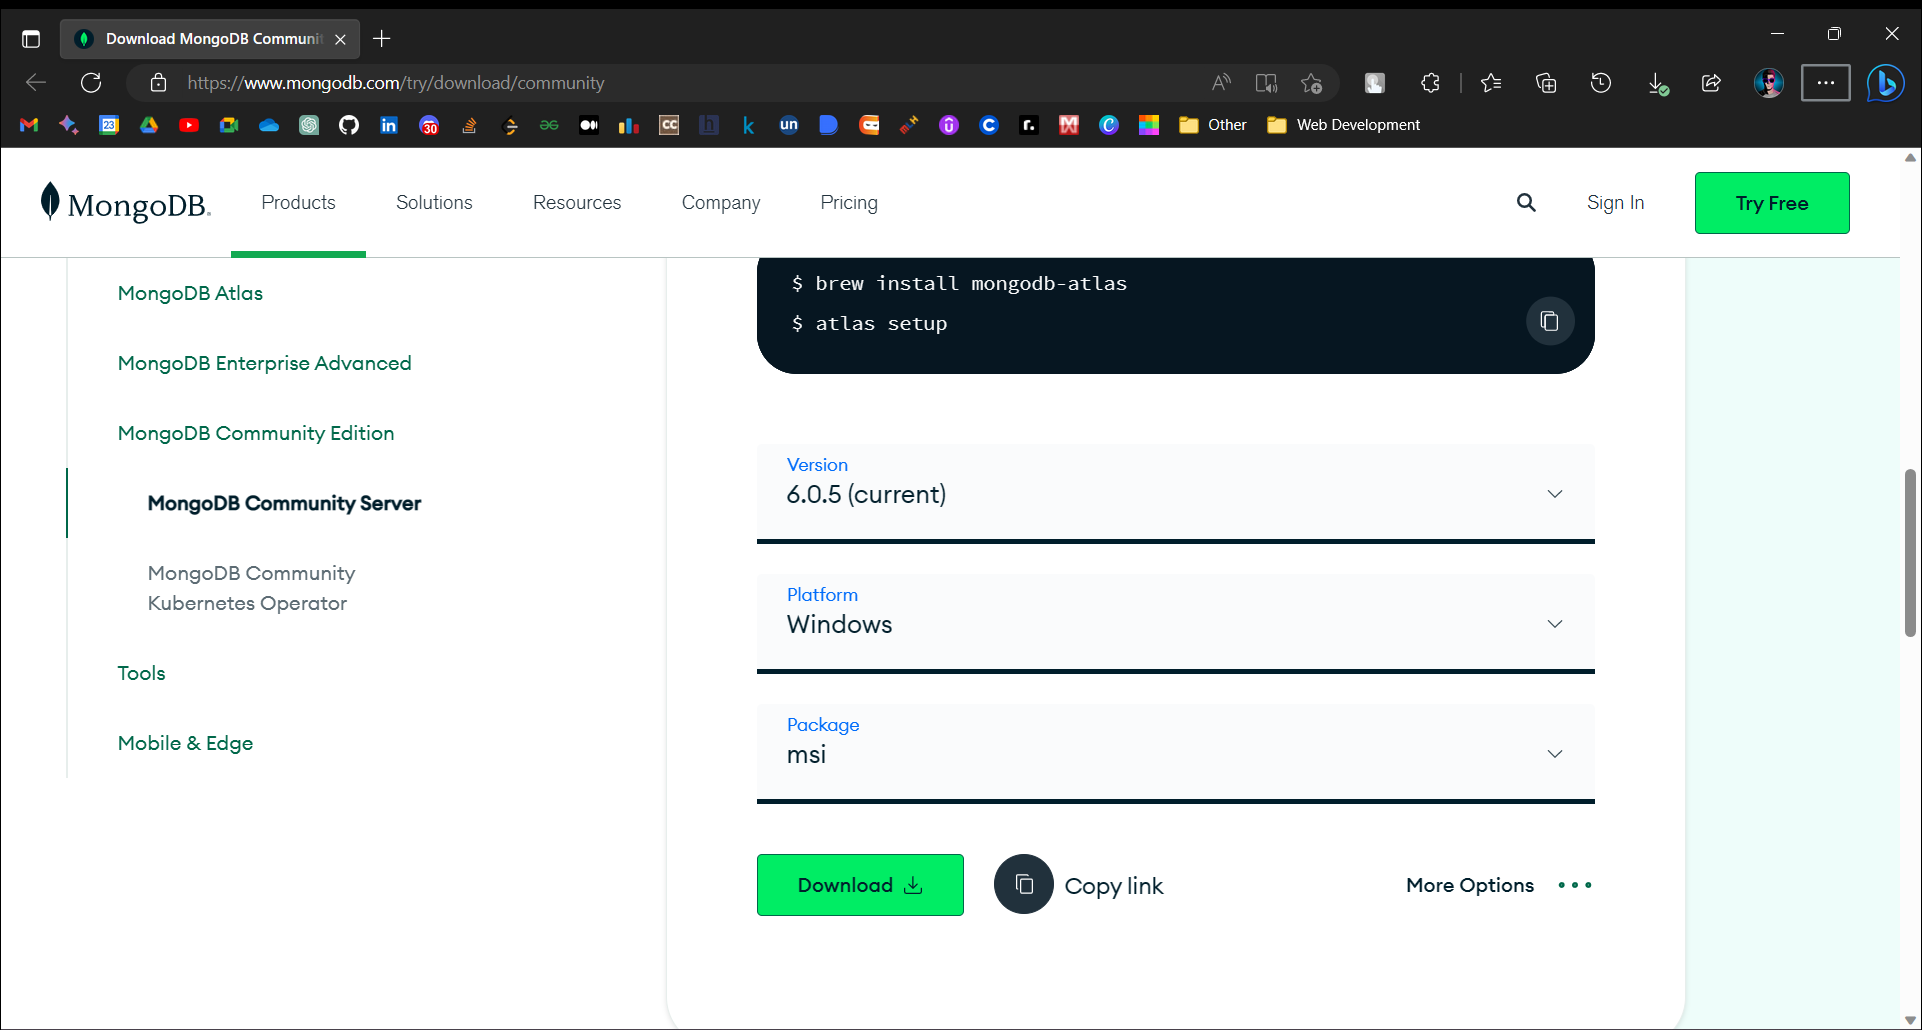 Download MongoDB Communit
https://www.mongodb.com/try/download/community
23
30
CC
h
k
un
r.
C
Other
Web Development
MongoDB.
Products
Solutions
Resources
Company
Pricing
Sign In
Try Free
MongoDB Atlas
MongoDB Enterprise Advanced
MongoDB Community Edition
MongoDB Community Server
MongoDB Community
Kubernetes Operator
Tools
Mobile & Edge
$ brew install mongodb-atlas
$ atlas setup
Version
6.0.5 (current)
Platform
Windows
Package
msi
Download
Copy link
More Options